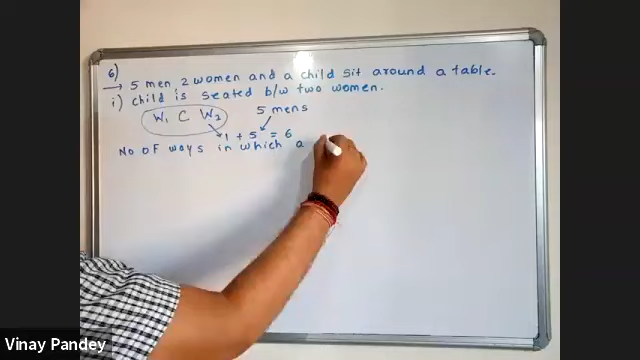 6)
→ 5 men, 2 women and a child sit around a table.
i) child is seated b/w two women.
W1 C W2 5 mens
1 + 5 = 6
No of ways in which a
Vinay Pandey